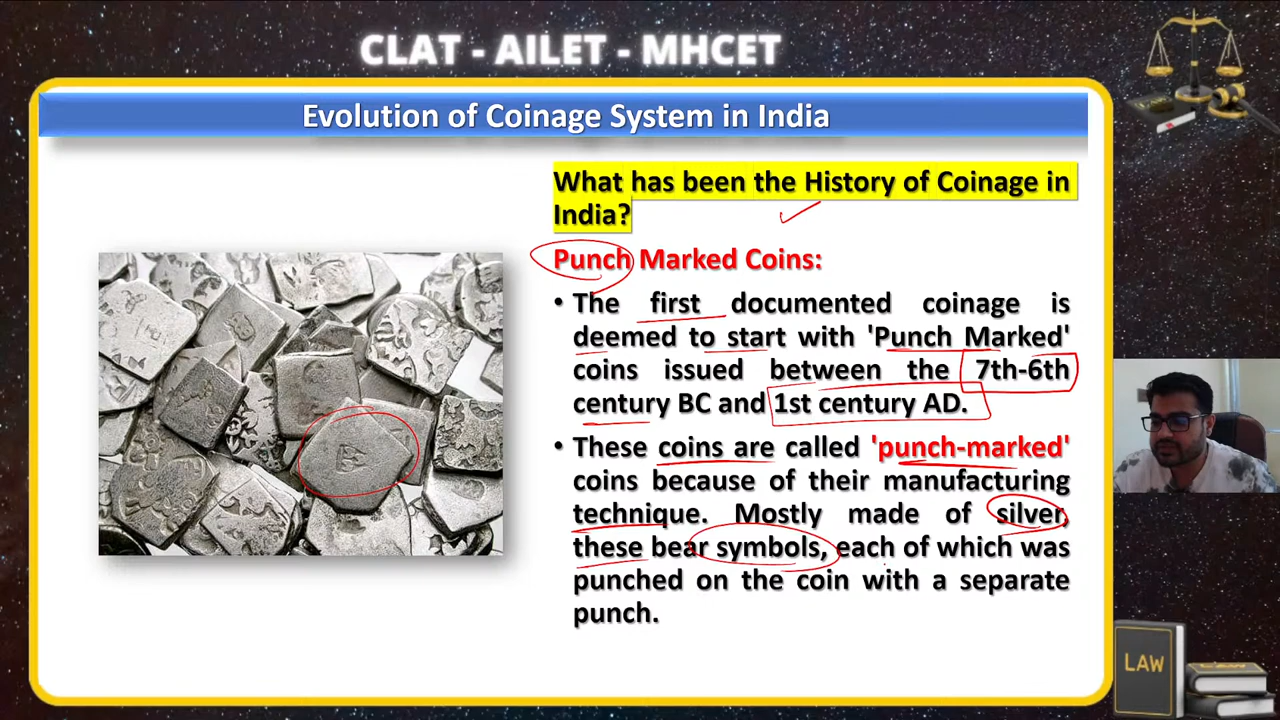 CLAT - AILET - MHCET
Evolution of Coinage System in India
What has been the History of Coinage in
India?
Punch Marked Coins:
• The first documented coinage is
deemed to start with 'Punch Marked'
coins issued between the 7th-6th
century BC and 1st century AD.
• These coins are called 'punch-marked'
coins because of their manufacturing
technique. Mostly made of silver,
these bear symbols, each of which was
punched on the coin with a separate
punch.
LAW